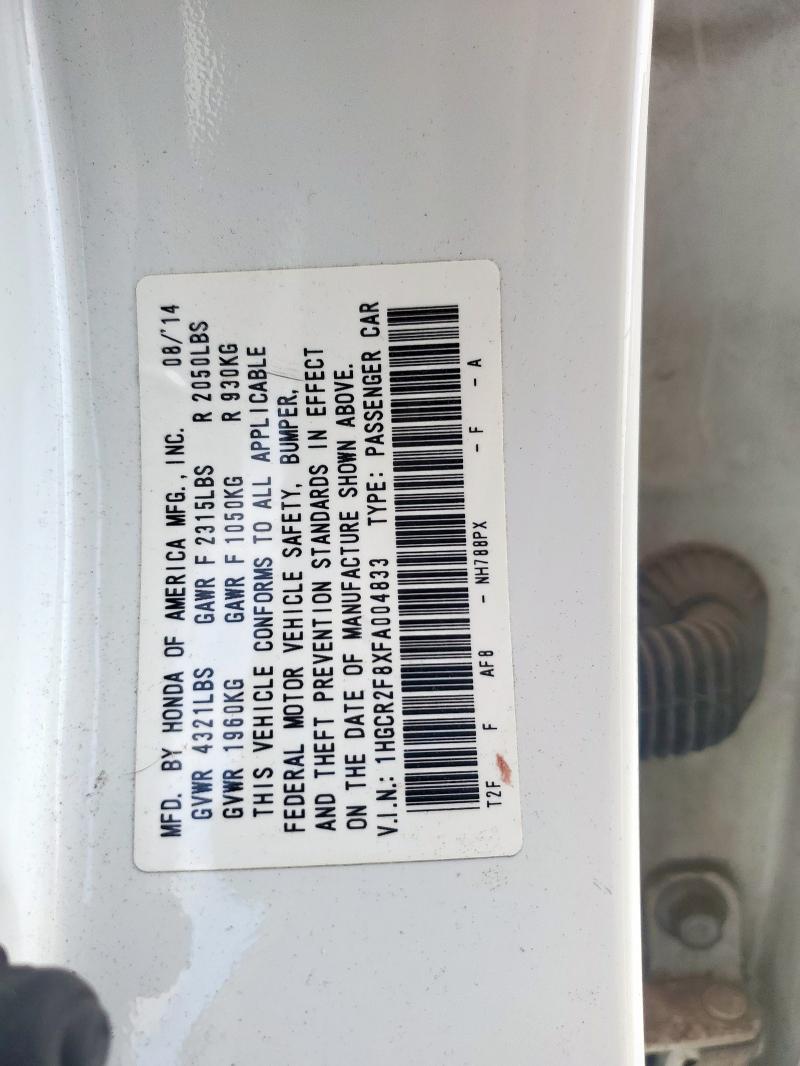 MFD. BY HONDA OF AMERICA MFG., INC. 08/'14
GVWR 4321LBS GAWR F 2315LBS R 2050LBS
GVWR 1960KG GAWR F 1050KG R 930KG
THIS VEHICLE CONFORMS TO ALL APPLICABLE
FEDERAL MOTOR VEHICLE SAFETY, BUMPER,
AND THEFT PREVENTION STANDARDS IN EFFECT
ON THE DATE OF MANUFACTURE SHOWN ABOVE.
V.I.N.: 1HGCR2F8XFA004833 TYPE: PASSENGER CAR
T2F F AF8 - NH788PX - F - A